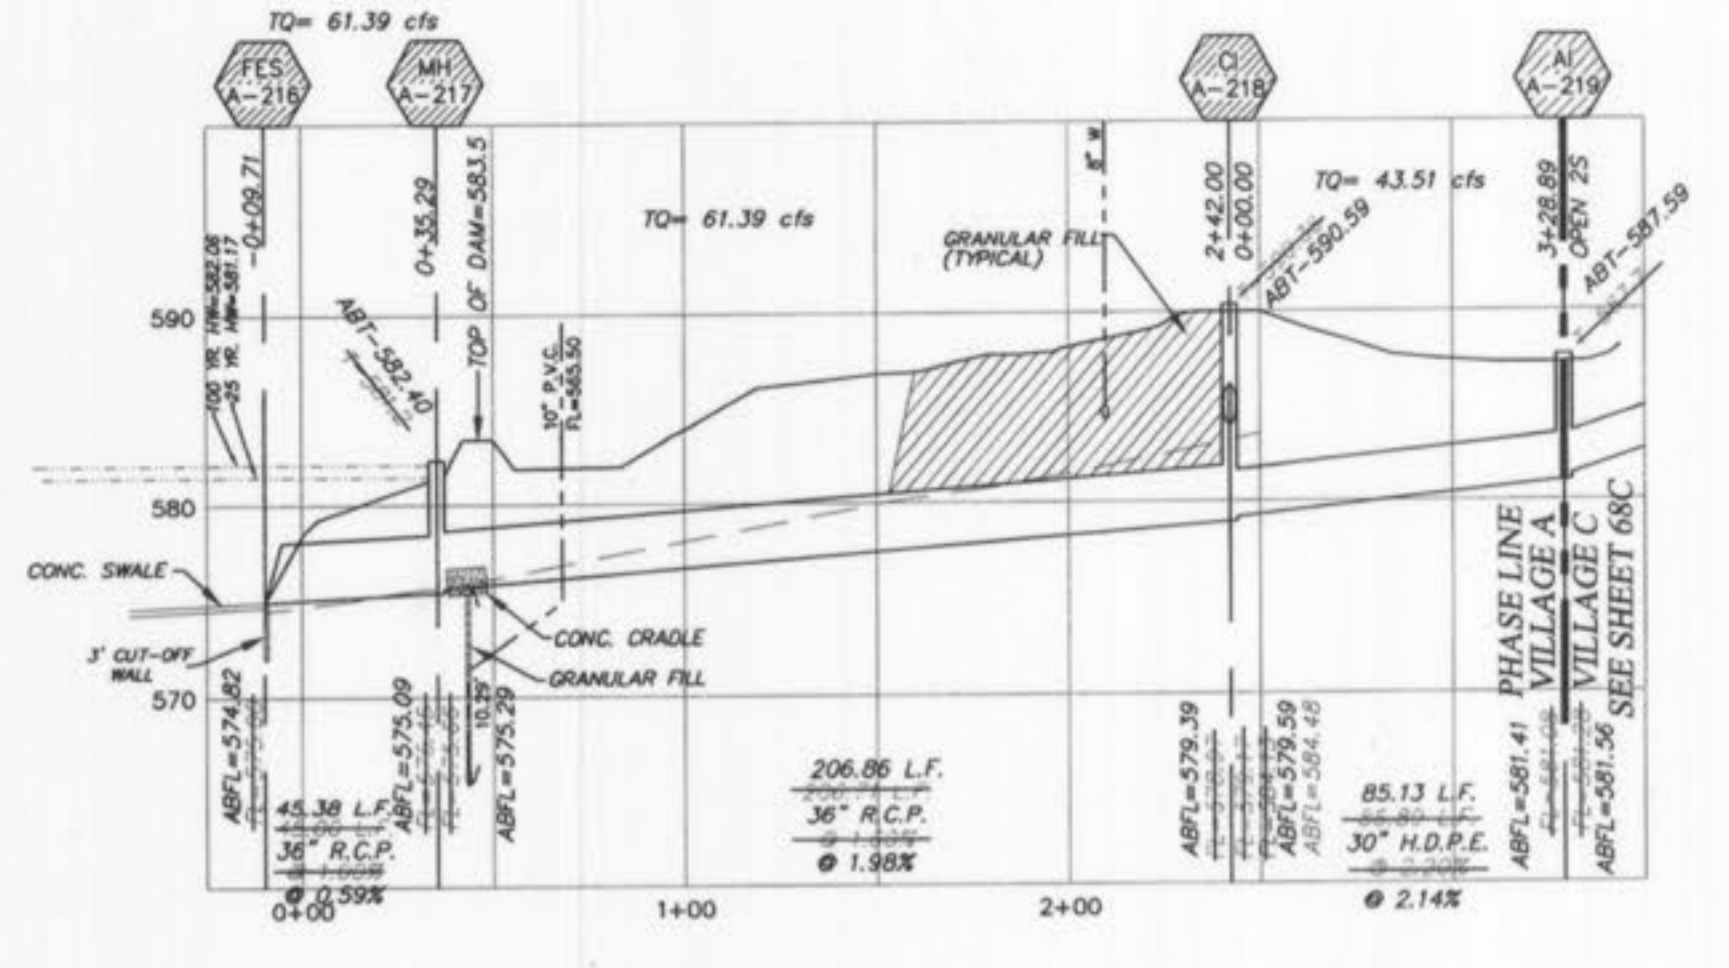 TQ= 61.39 cfs
FES
A-216
MH
A-217
CI
A-218
AI
A-219
-0+09.71
0+35.29
TOP OF DAM=583.5
TQ= 61.39 cfs
8" W
2+42.00
0+00.00
TQ= 43.51 cfs
3+28.89
OPEN 2S
100 YR. HW=582.06
25 YR. HW=581.17
GRANULAR FILL
(TYPICAL)
ABT-590.59
ABT-587.59
590
ABT-582.40
10" P.V.C.
FL=565.50
580
CONC. SWALE
PHASE LINE
VILLAGE A
VILLAGE C
SEE SHEET 68C
3' CUT-OFF
WALL
CONC. CRADLE
GRANULAR FILL
570
10.29'
ABFL=574.82
ABFL=575.09
ABFL=575.29
ABFL=579.39
ABFL=579.59
ABFL=584.48
ABFL=581.41
ABFL=581.56
45.38 L.F.
36" R.C.P.
@ 0.59%
206.86 L.F.
36" R.C.P.
@ 1.98%
85.13 L.F.
30" H.D.P.E.
@ 2.14%
0+00
1+00
2+00